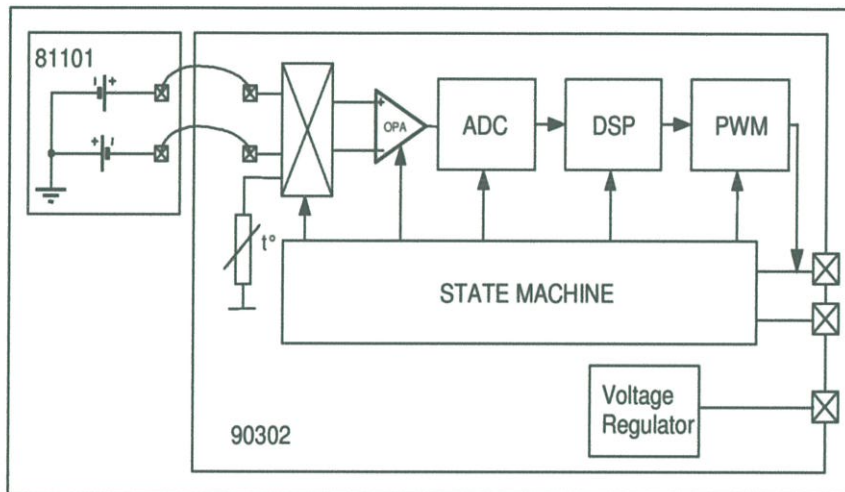 81101
- +
+ -
OPA
ADC
DSP
PWM
t°
STATE MACHINE
Voltage
Regulator
90302